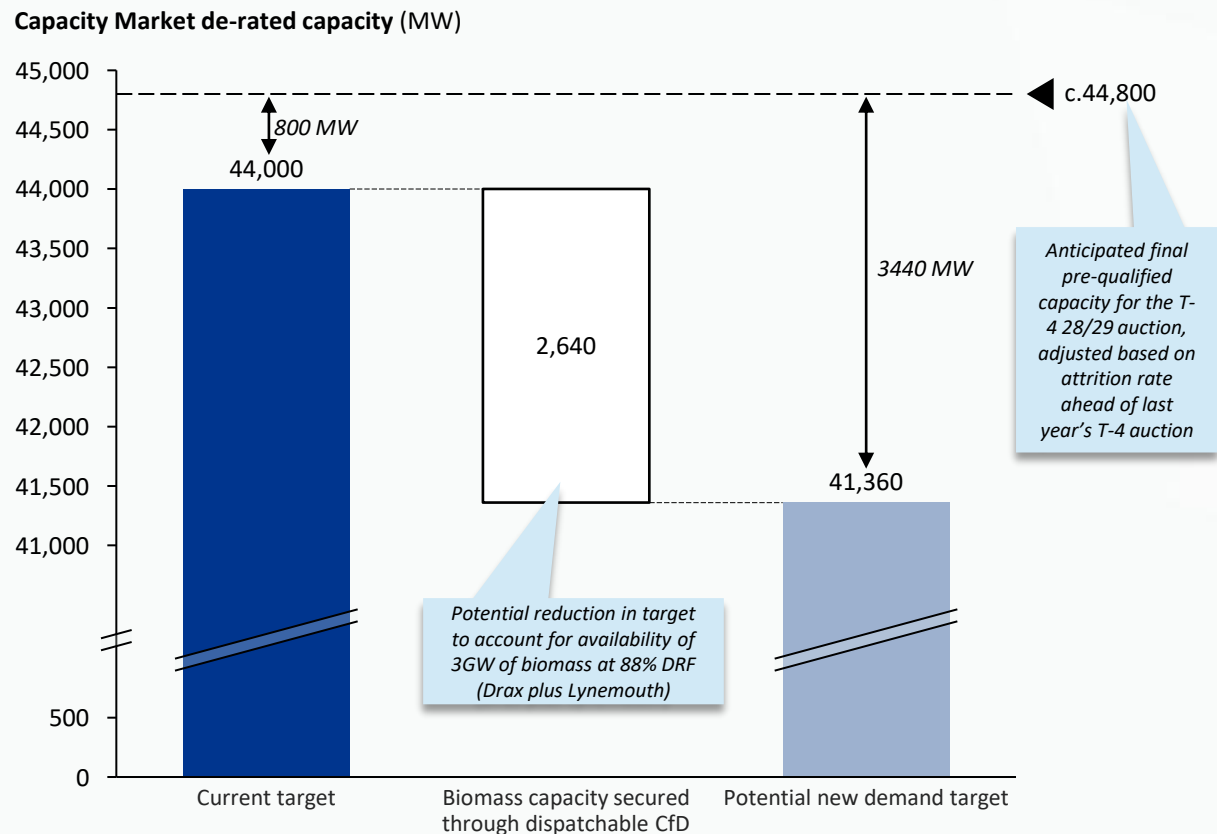 Capacity Market de-rated capacity (MW)
45,000
44,500
44,000
43,500
43,000
42,500
42,000
41,500
41,000
500
0
c.44,800
800 MW
44,000
3440 MW
2,640
41,360
Anticipated final
pre-qualified
capacity for the T-
4 28/29 auction,
adjusted based on
attrition rate
ahead of last
year’s T-4 auction
Potential reduction in target
to account for availability of
3GW of biomass at 88% DRF
(Drax plus Lynemouth)
Current target
Biomass capacity secured
through dispatchable CfD
Potential new demand target